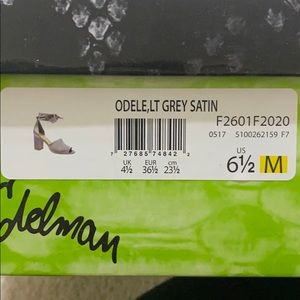 ODELE,LT GREY SATIN
F2601F2020
0517 5100262159 F7
7 27685 74842 2
US
UK EUR cm
4½ 36½ 23½
6½ M
Edelman